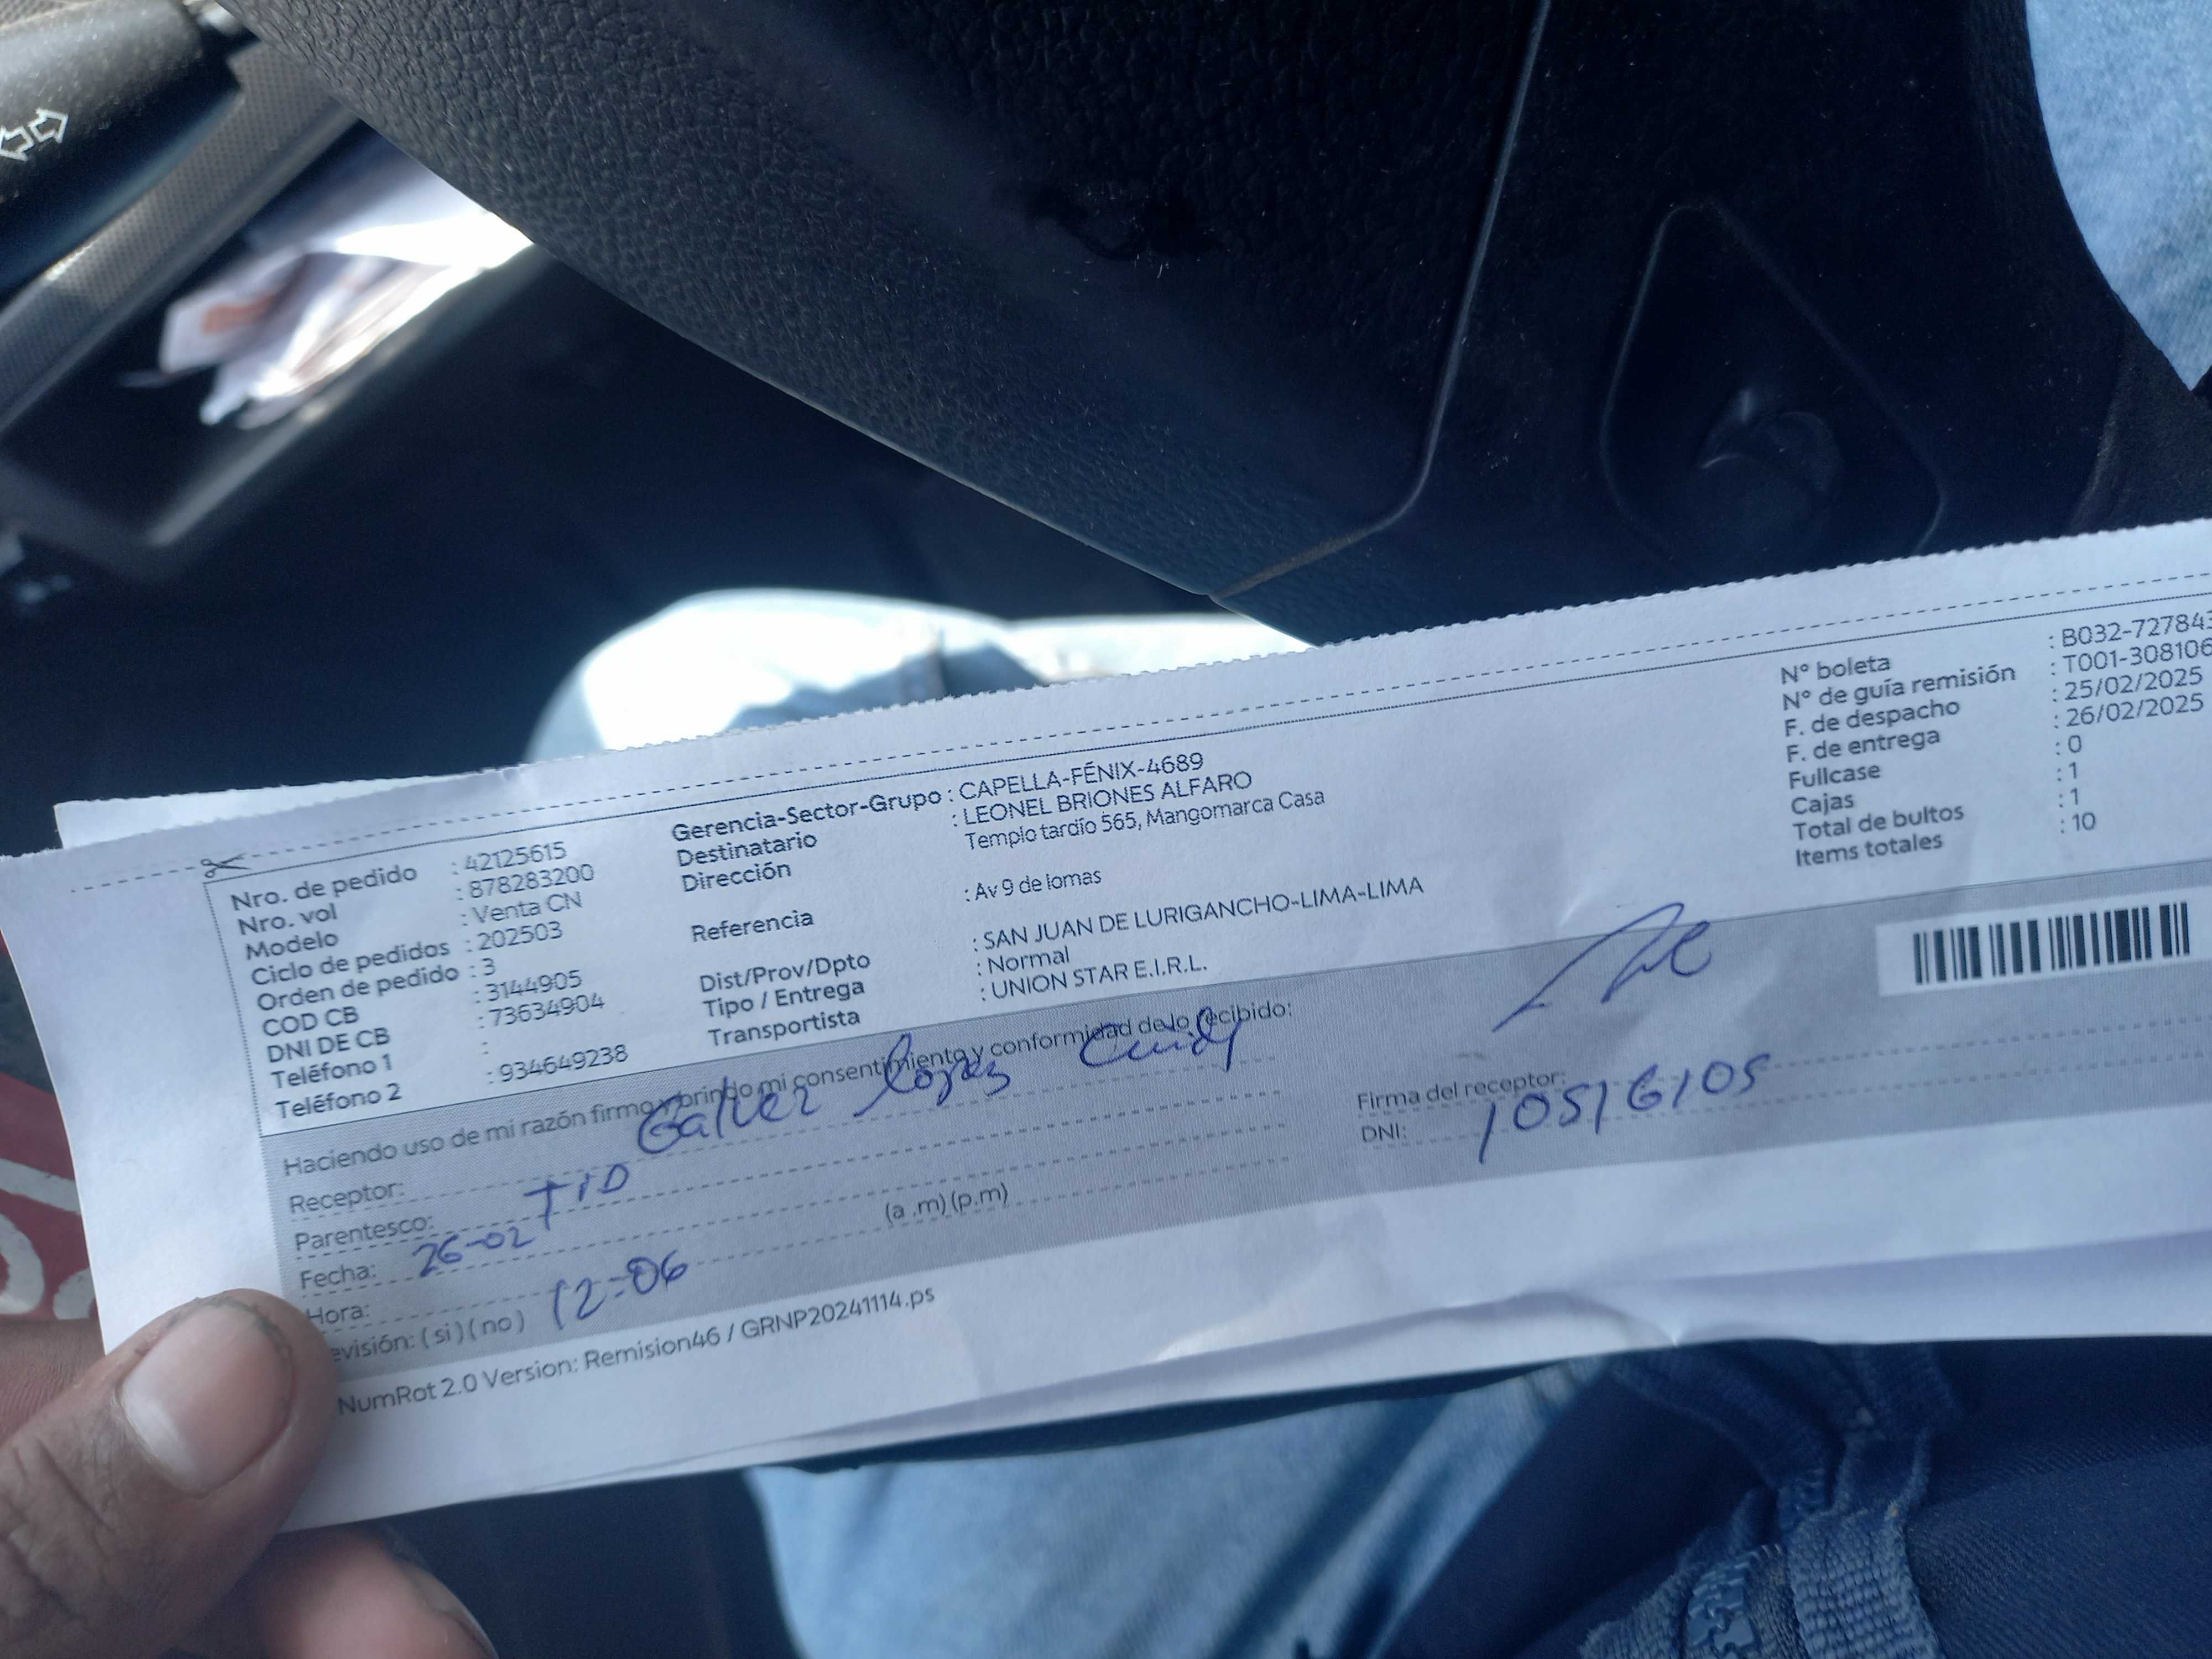 Nro. de pedido : 42125615
Nro. vol : 878283200
Modelo : Venta CN
Ciclo de pedidos : 202503
Orden de pedido : 3
COD CB : 3144905
DNI DE CB : 73634904
Teléfono 1 :
Teléfono 2 : 934649238
Gerencia-Sector-Grupo : CAPELLA-FÉNIX-4689
Destinatario : LEONEL BRIONES ALFARO
Dirección Templo tardío 565, Mangomarca Casa
Referencia : Av 9 de lomas
Dist/Prov/Dpto : SAN JUAN DE LURIGANCHO-LIMA-LIMA
Tipo / Entrega : Normal
Transportista : UNION STAR E.I.R.L.
N° boleta : B032-727843
N° de guía remisión : T001-308106
F. de despacho : 25/02/2025
F. de entrega : 26/02/2025
Fullcase : 0
Cajas : 1
Total de bultos : 1
Items totales : 10
Haciendo uso de mi razón firmo y brindo mi consentimiento y conformidad de lo recibido:
Receptor: Galvez lopez
Parentesco: TIO
Fecha: 26-02
Hora: 12:06 (a .m) (p.m)
evisión: ( si ) ( no )
Firma del receptor:
DNI:
NumRot 2.0 Version: Remision46 / GRNP20241114.ps